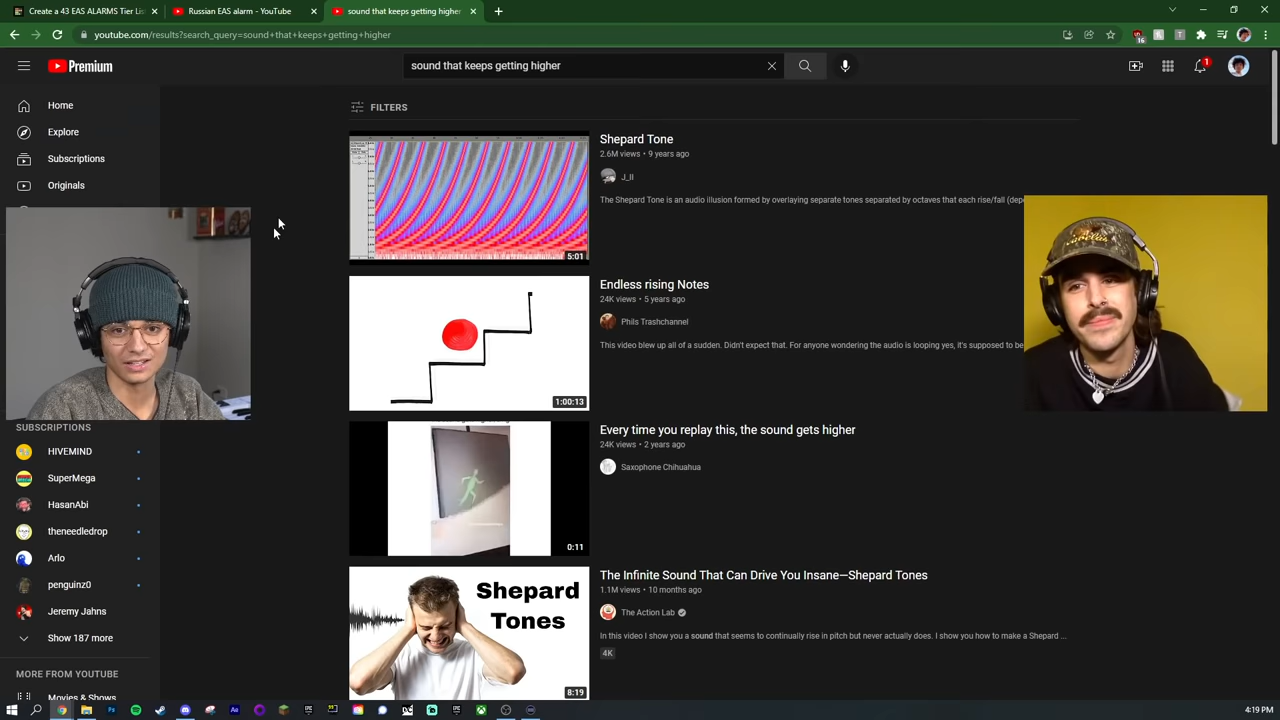 Create a 43 EAS ALARMS Tier Lis
Russian EAS alarm - YouTube
sound that keeps getting higher
youtube.com/results?search_query=sound+that+keeps+getting+higher
16
Premium
sound that keeps getting higher
1
Home
Explore
Subscriptions
Originals
SUBSCRIPTIONS
HIVEMIND
SuperMega
HasanAbi
theneedledrop
Arlo
penguinz0
Jeremy Jahns
Show 187 more
MORE FROM YOUTUBE
Movies & Shows
FILTERS
5:01
Shepard Tone
2.6M views • 9 years ago
J_II
The Shepard Tone is an audio illusion formed by overlaying separate tones separated by octaves that each rise/fall (depe
1:00:13
Endless rising Notes
24K views • 5 years ago
Phils Trashchannel
This video blew up all of a sudden. Didn't expect that. For anyone wondering the audio is looping yes, it's supposed to be
0:11
Every time you replay this, the sound gets higher
24K views • 2 years ago
Saxophone Chihuahua
Shepard
Tones
8:19
The Infinite Sound That Can Drive You Insane—Shepard Tones
1.1M views • 10 months ago
The Action Lab
In this video I show you a sound that seems to continually rise in pitch but never actually does. I show you how to make a Shepard ...
4K
4:19 PM